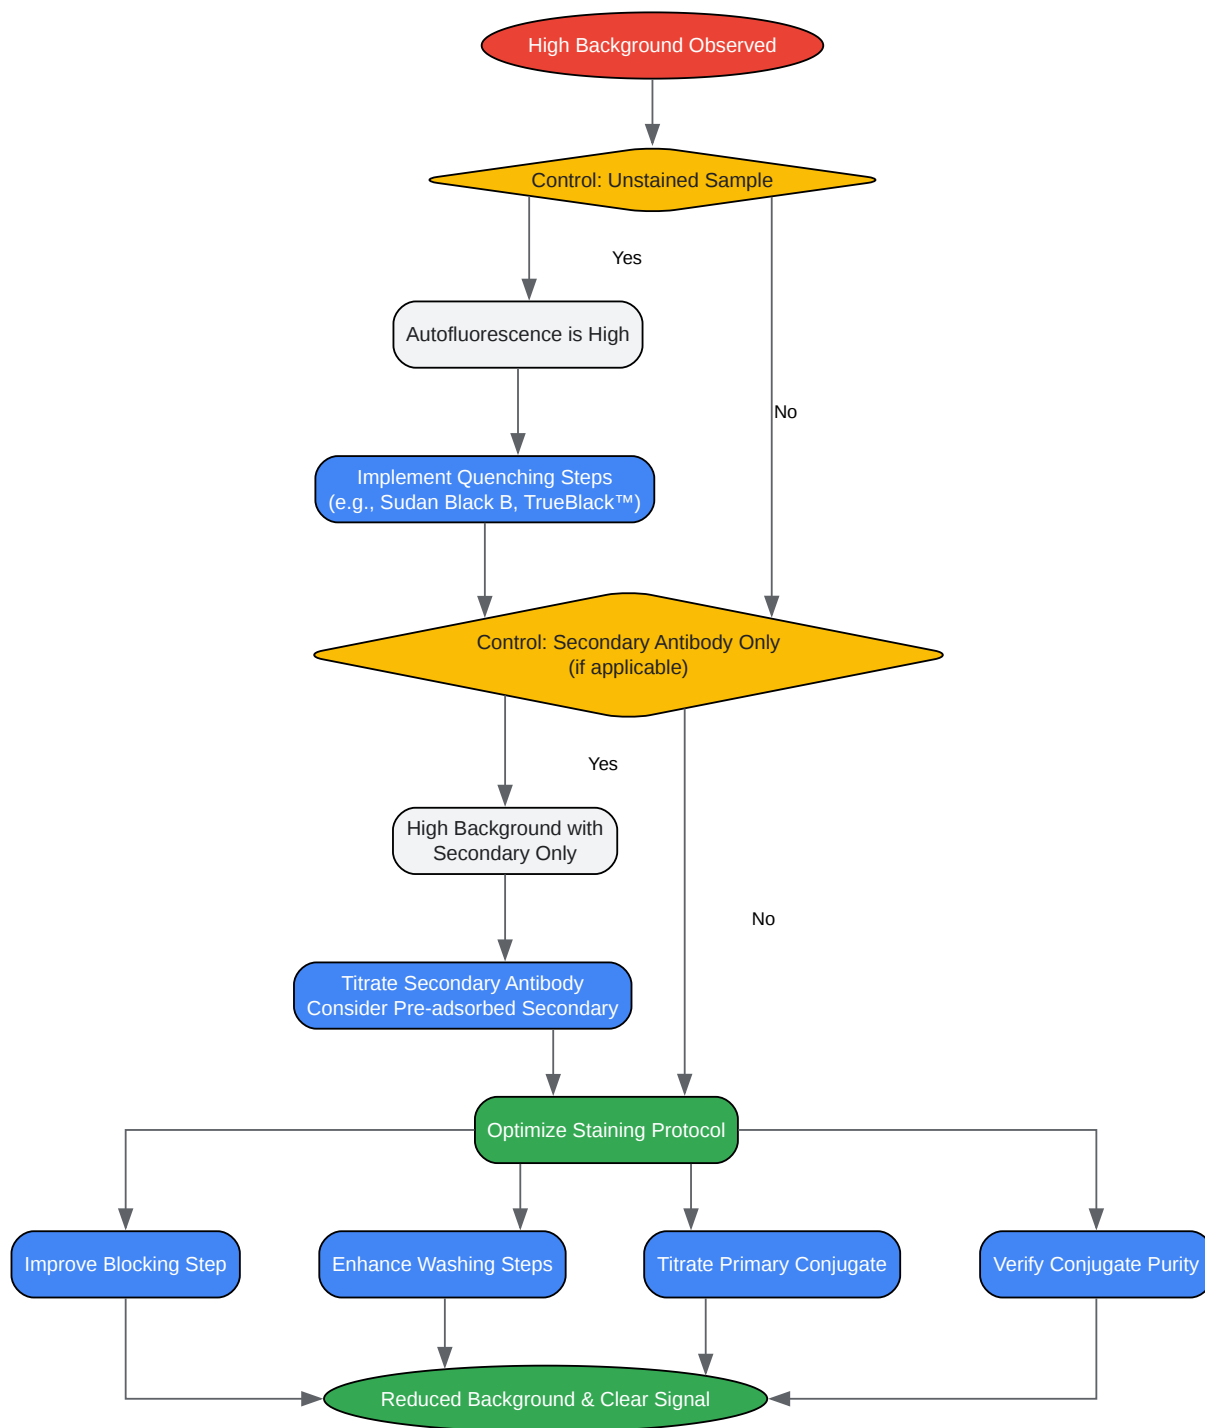 High Background Observed
Control: Unstained Sample
Yes
Autofluorescence is High
No
Implement Quenching Steps
(e.g., Sudan Black B, TrueBlack™)
Control: Secondary Antibody Only
(if applicable)
Yes
High Background with
Secondary Only
No
Titrate Secondary Antibody
Consider Pre-adsorbed Secondary
Optimize Staining Protocol
Improve Blocking Step
Enhance Washing Steps
Titrate Primary Conjugate
Verify Conjugate Purity
Reduced Background & Clear Signal